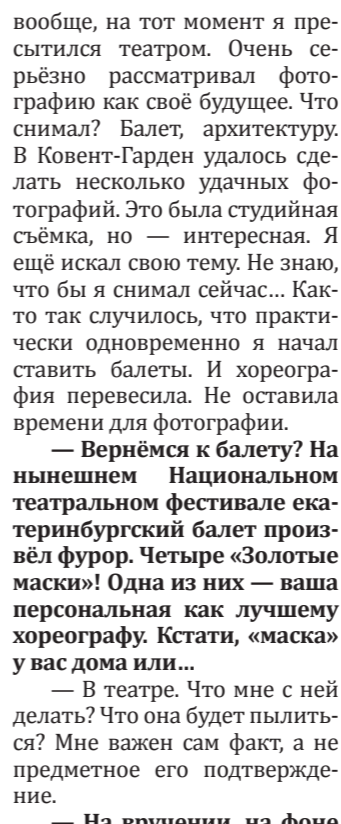 вообще, на тот момент я пре-
сытился театром. Очень се-
рьёзно рассматривал фото-
графию как своё будущее. Что
снимал? Балет, архитектуру.
В Ковент-Гарден удалось сде-
лать несколько удачных фо-
тографий. Это была студийная
съёмка, но — интересная. Я
ещё искал свою тему. Не знаю,
что бы я снимал сейчас... Как-
то так случилось, что практи-
чески одновременно я начал
ставить балеты. И хореогра-
фия перевесила. Не оставила
времени для фотографии.
— Вернёмся к балету? На
нынешнем Национальном
театральном фестивале ека-
теринбургский балет произ-
вёл фурор. Четыре «Золотые
маски»! Одна из них — ваша
персональная как лучшему
хореографу. Кстати, «маска»
у вас дома или...
— В театре. Что мне с ней
делать? Что она будет пылить-
ся? Мне важен сам факт, а не
предметное его подтвержде-
ние.
— На вручении, на фоне